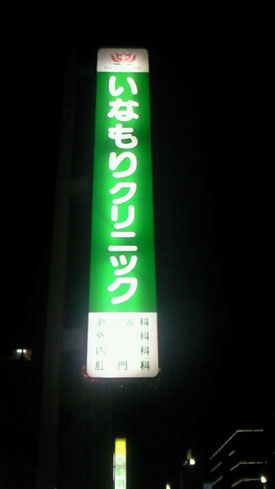 いなもりクリニック
外　科
内　科
肛門科